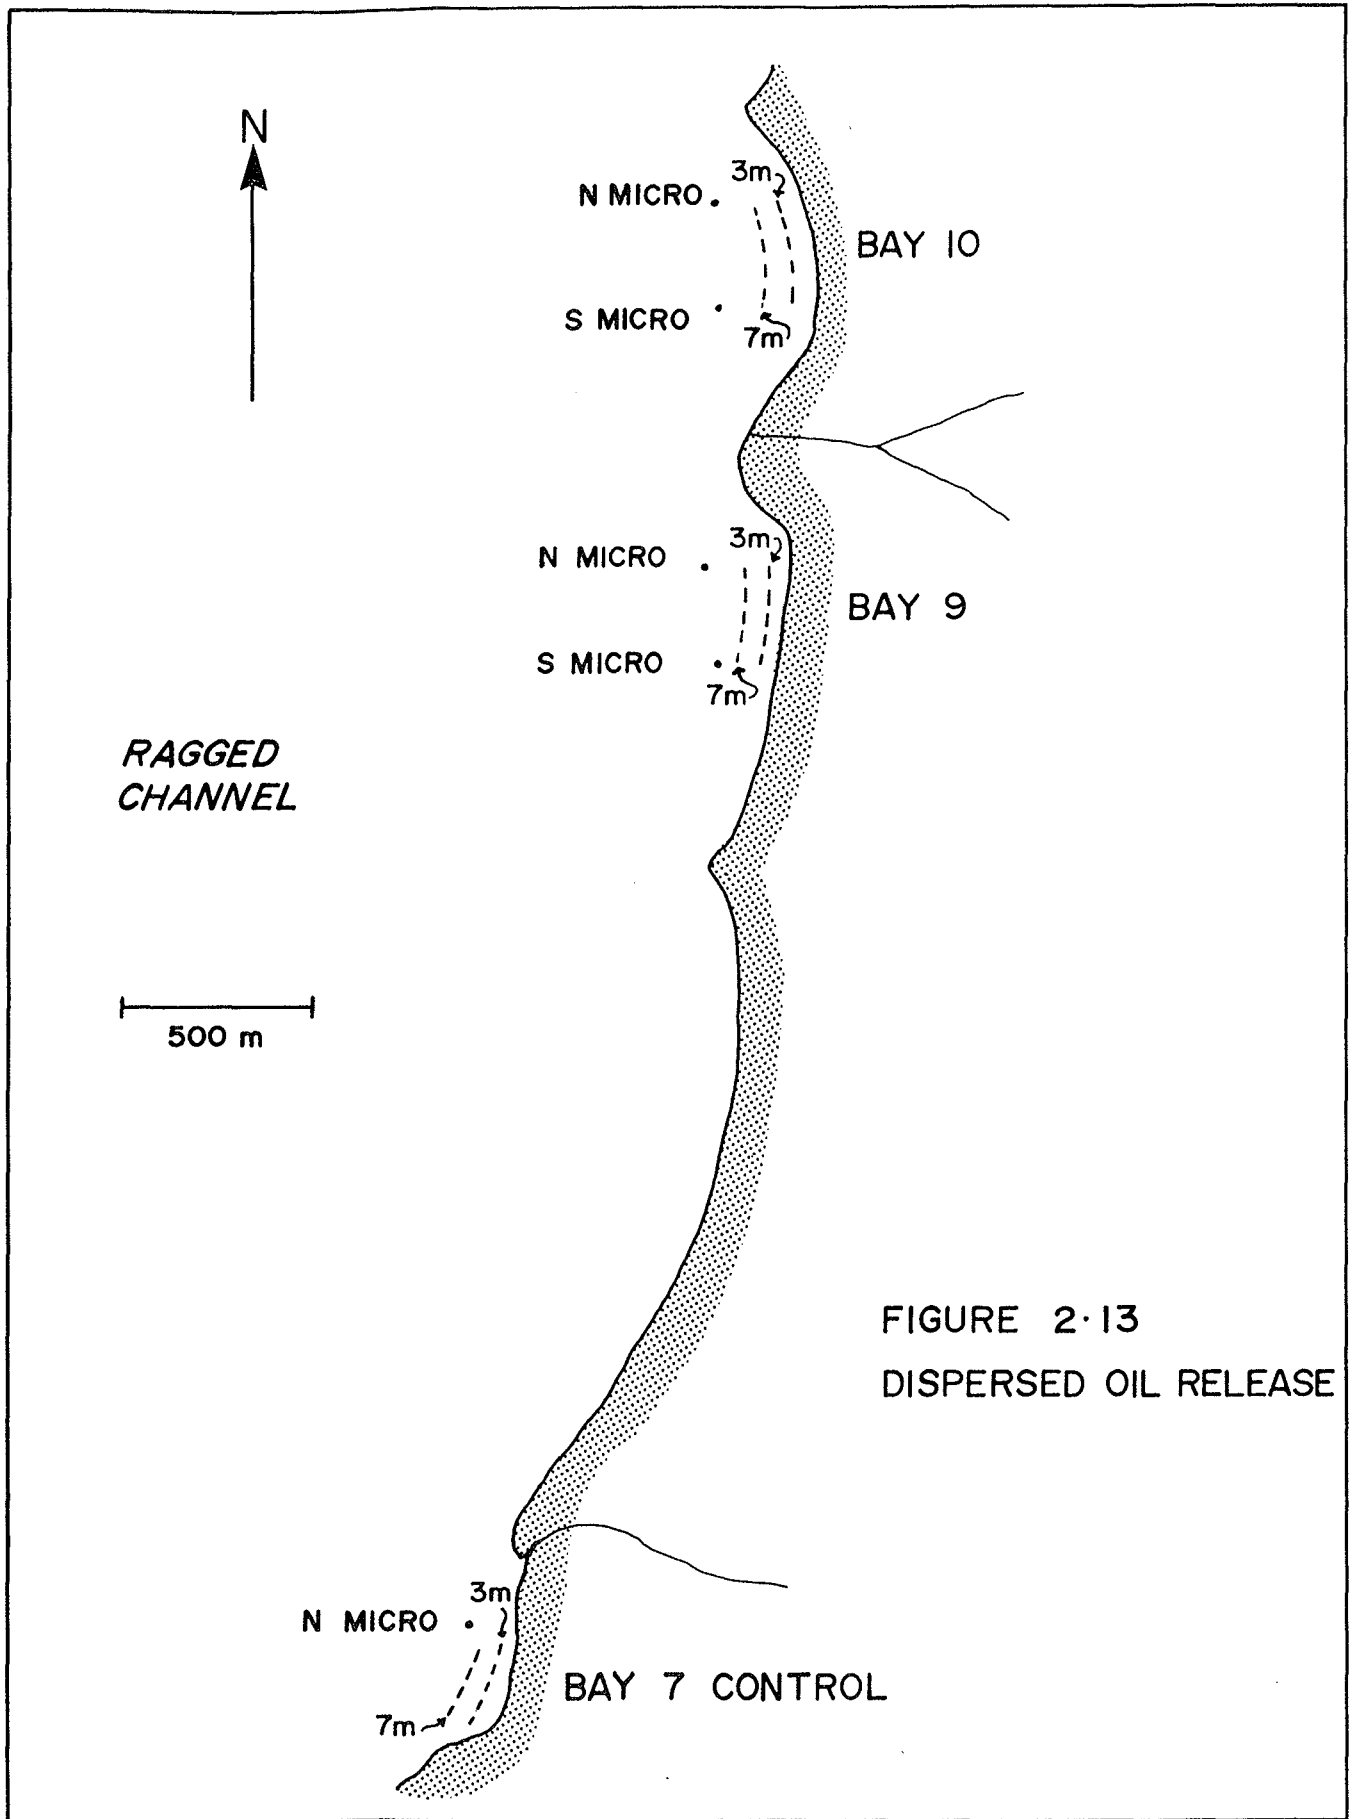 N
3m
N MICRO
BAY 10
S MICRO
7m
3m
N MICRO
BAY 9
S MICRO
7m
RAGGED
CHANNEL
500 m
FIGURE 2·13
DISPERSED OIL RELEASE
3m
N MICRO
BAY 7 CONTROL
7m